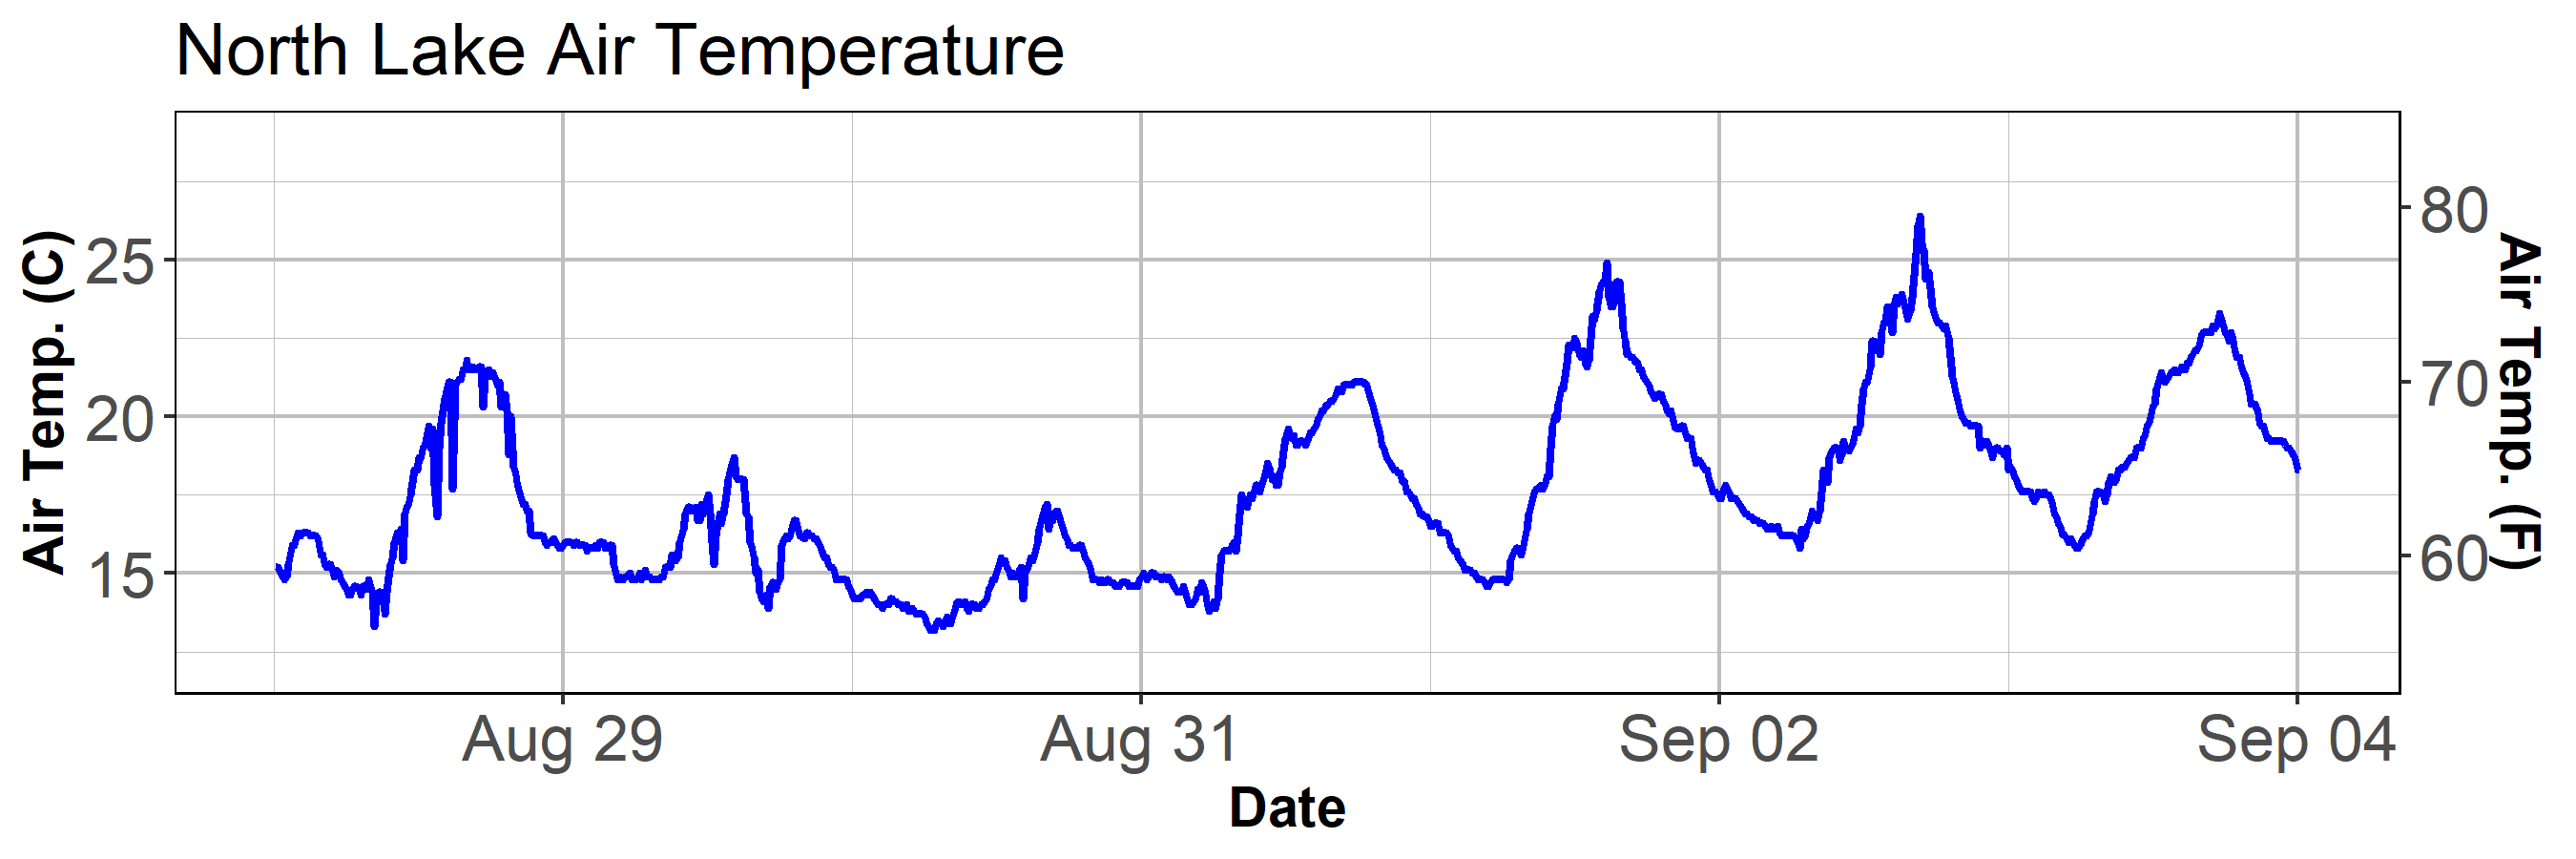 North Lake Air Temperature
Air Temp. (C)
25
20
15
80
70
60
Air Temp. (F)
Aug 29 Aug 31 Sep 02 Sep 04
Date